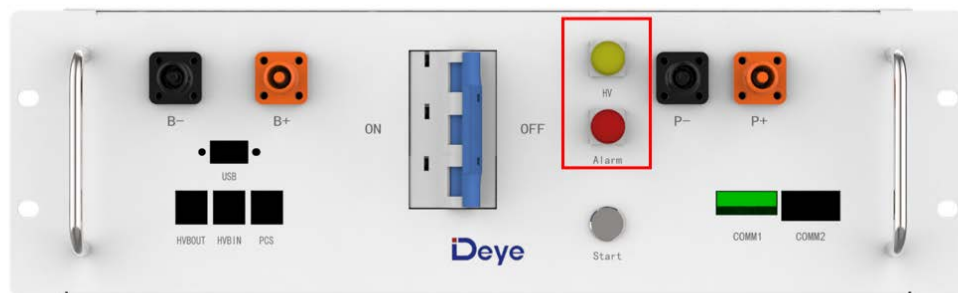 HV
B-
B+
P-
P+
ON
OFF
Alarm
USB
HVBOUT
HVBIN
PCS
COMM1
COMM2
Deye
Start